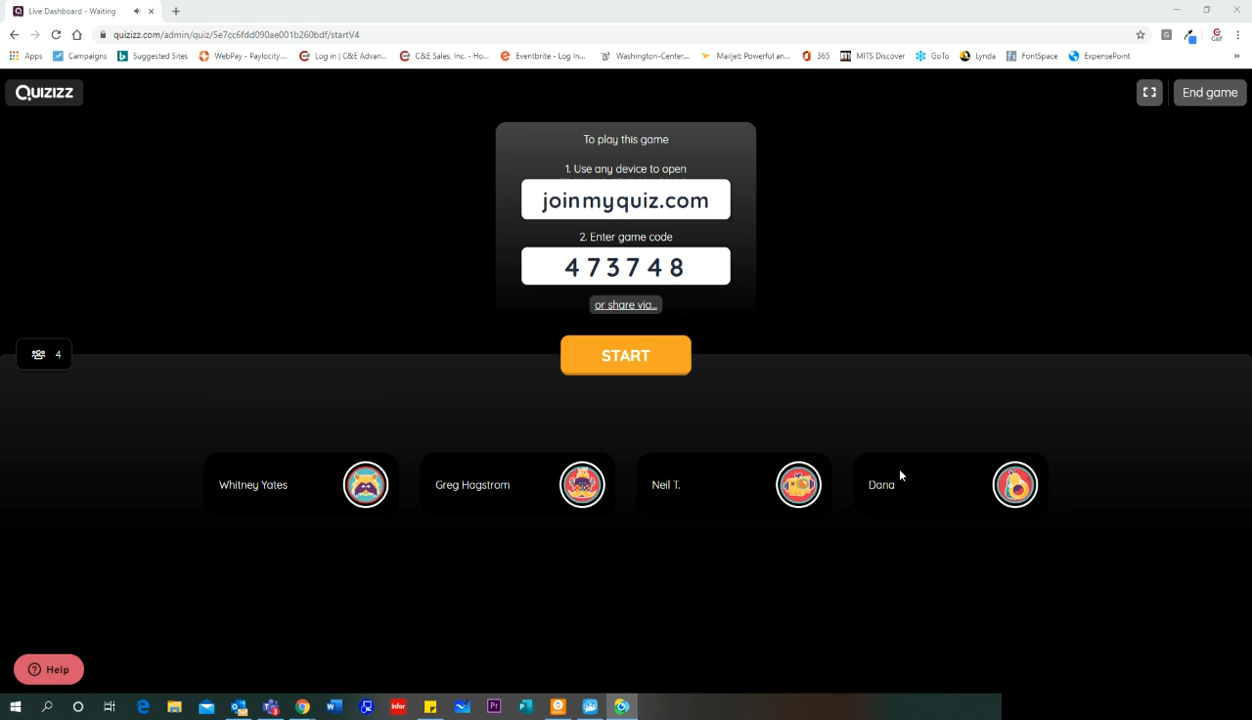 Live Dashboard - Waiting
quizizz.com/admin/quiz/5e7cc6fdd090ae001b260bdf/startV4
Apps Campaigns Suggested Sites WebPay - Paylocity,... Log in | C&E Advan... C&E Sales, Inc. - Ho... Eventbrite - Log In,... Washington-Center... Mailjet: Powerful an... 365 MITS Discover GoTo Lynda FontSpace ExpensePoint »
QUIZIZZ
End game
To play this game
1. Use any device to open
joinmyquiz.com
2. Enter game code
473748
or share via...
4
START
Whitney Yates
Greg Hagstrom
Neil T.
Dana
Help
infor
Pr